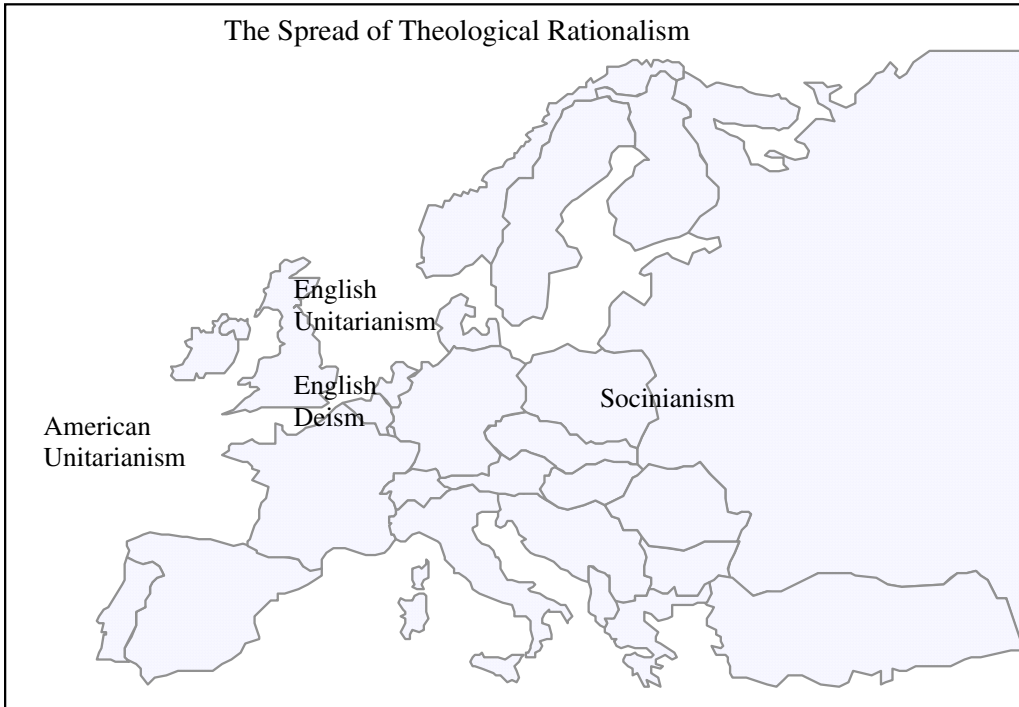 The Spread of Theological Rationalism
English
Unitarianism
English
Deism
Socinianism
American
Unitarianism